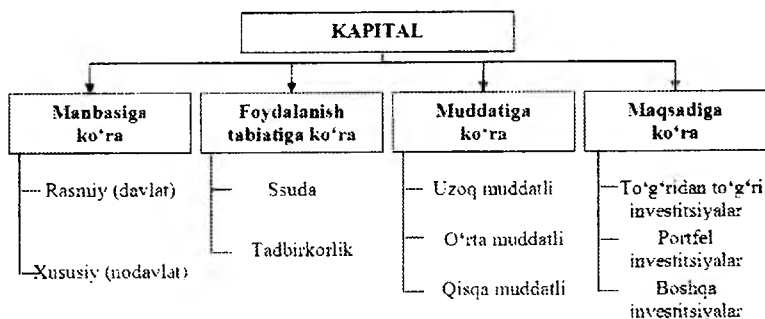 KAPITAL
Manbasiga
ko‘ra
Rasmiy (davlat)
Xususiy (nodavlat)
Foydalanish
tabiatiga ko‘ra
Ssuda
Tadbirkorlik
Muddatiga
ko‘ra
Uzoq muddatli
O‘rta muddatli
Qisqa muddatli
Maqsadiga
ko‘ra
To‘g‘ridan to‘g‘ri
investitsiyalar
Portfel
investitsiyalar
Boshqa
investitsiyalar